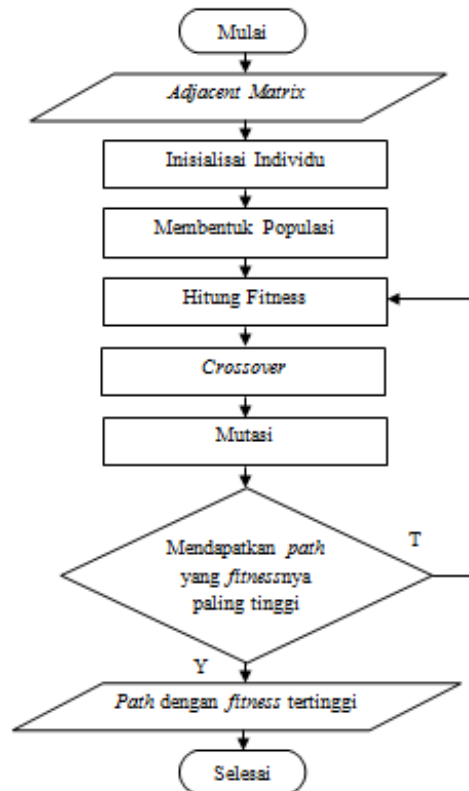 Mulai
Adjacent Matrix
Inisialisai Individu
Membentuk Populasi
Hitung Fitness
Crossover
Mutasi
Mendapatkan path
yang fitnessnya
paling tinggi
T
Y
Path dengan fitness tertinggi
Selesai